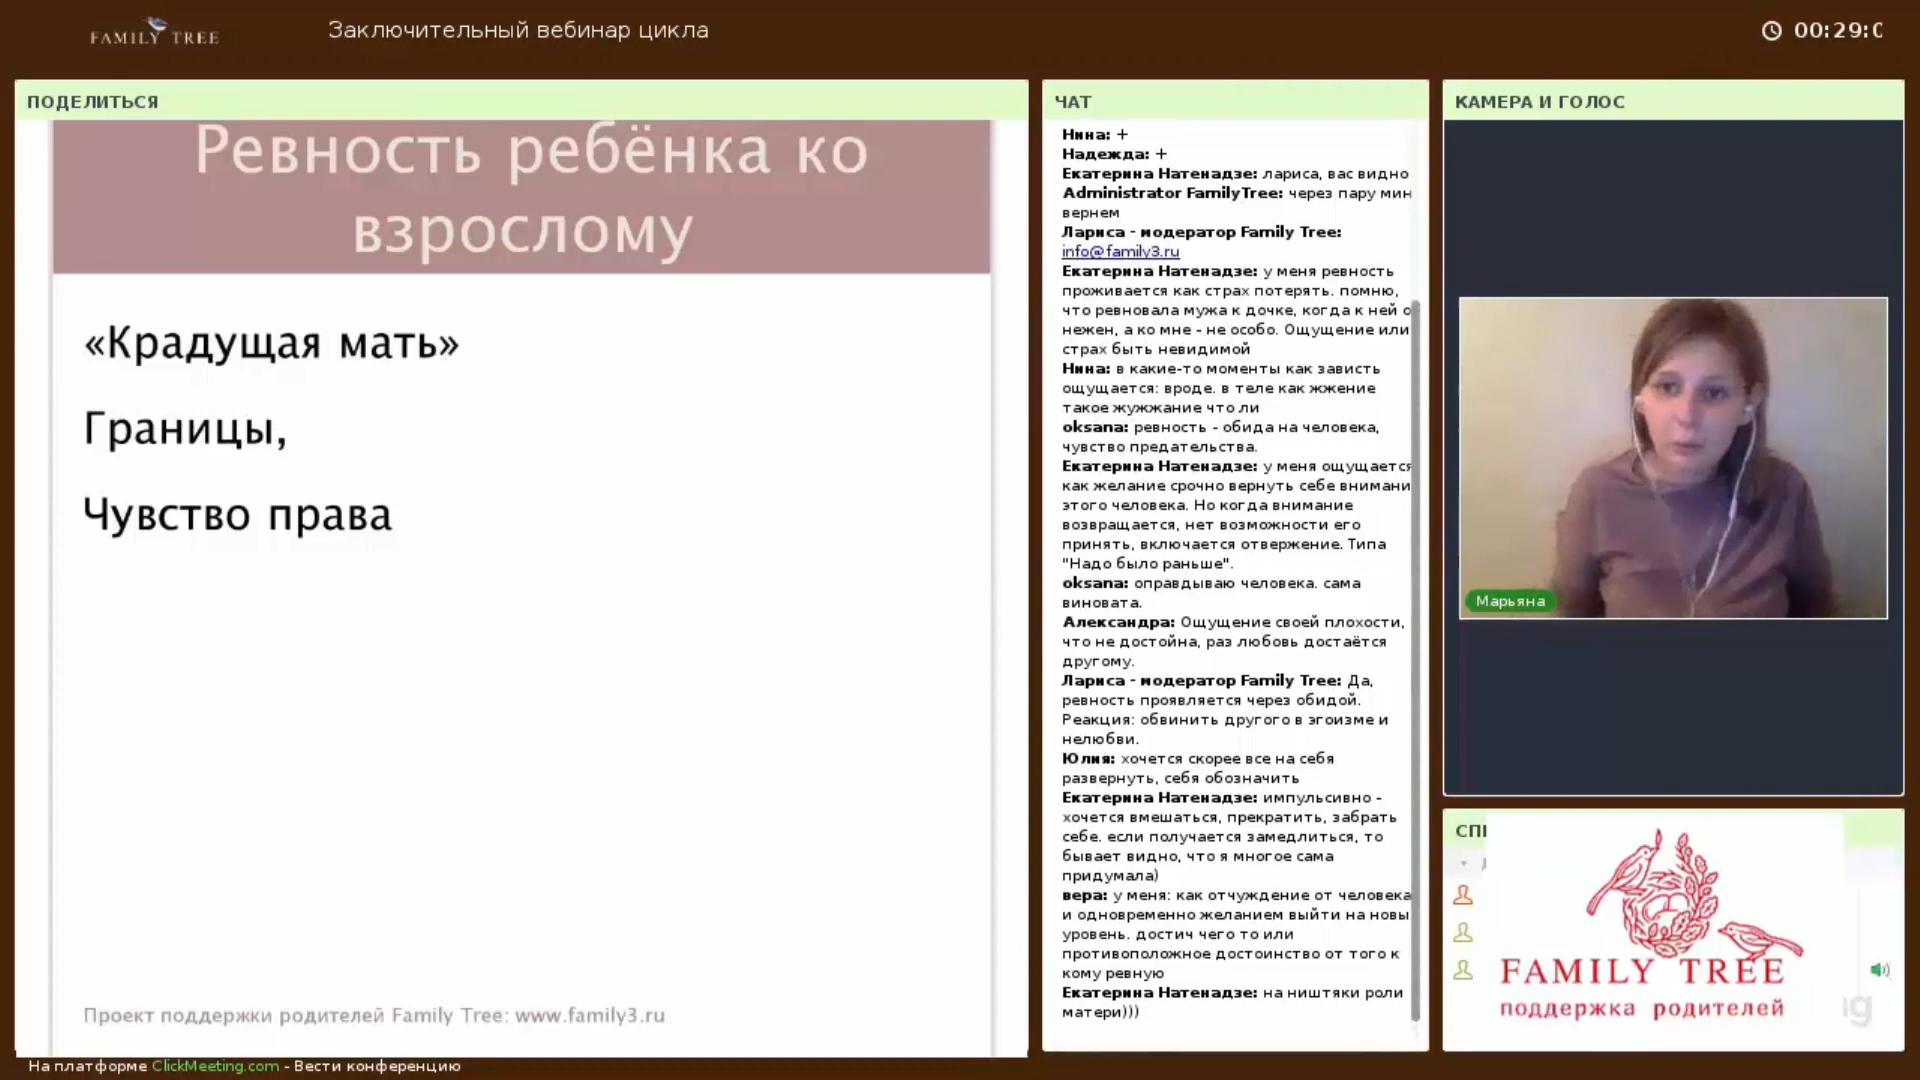 FAMILY TREE
Заключительный вебинар цикла
00:29:0
ПОДЕЛИТЬСЯ
Ревность ребёнка ко
взрослому
«Крадущая мать»
Границы,
Чувство права
Проект поддержки родителей Family Tree: www.family3.ru
ЧАТ
Нина: +
Надежда: +
Екатерина Натенадзе: лариса, вас видно
Administrator FamilyTree: через пару мин
вернем
Лариса - модератор Family Tree:
info@family3.ru
Екатерина Натенадзе: у меня ревность
проживается как страх потерять. помню,
что ревновала мужа к дочке, когда к ней о
нежен, а ко мне - не особо. Ощущение или
страх быть невидимой
Нина: в какие-то моменты как зависть
ощущается: вроде. в теле как жжение
такое жужжание что ли
oksana: ревность - обида на человека,
чувство предательства.
Екатерина Натенадзе: у меня ощущается
как желание срочно вернуть себе внимани
этого человека. Но когда внимание
возвращается, нет возможности его
принять, включается отвержение. Типа
"Надо было раньше".
oksana: оправдываю человека. сама
виновата.
Александра: Ощущение своей плохости,
что не достойна, раз любовь достаётся
другому.
Лариса - модератор Family Tree: Да,
ревность проявляется через обидой.
Реакция: обвинить другого в эгоизме и
нелюбви.
Юлия: хочется скорее все на себя
развернуть, себя обозначить
Екатерина Натенадзе: импульсивно -
хочется вмешаться, прекратить, забрать
себе. если получается замедлиться, то
бывает видно, что я многое сама
придумала)
вера: у меня: как отчуждение от человека
и одновременно желанием выйти на новы
уровень. достич чего то или
противоположное достоинство от того к
кому ревную
Екатерина Натенадзе: на ништяки роли
матери)))
КАМЕРА И ГОЛОС
Марьяна
СПИ
FAMILY TREE
поддержка родителей
ng
На платформе ClickMeeting.com - Вести конференцию